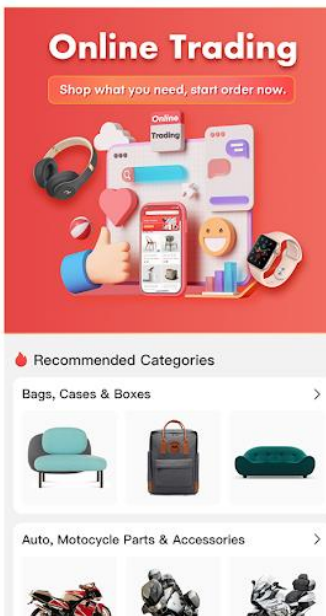 Online Trading
Shop what you need, start order now.
Online
Trading
Recommended Categories
Bags, Cases & Boxes
Auto, Motocycle Parts & Accessories